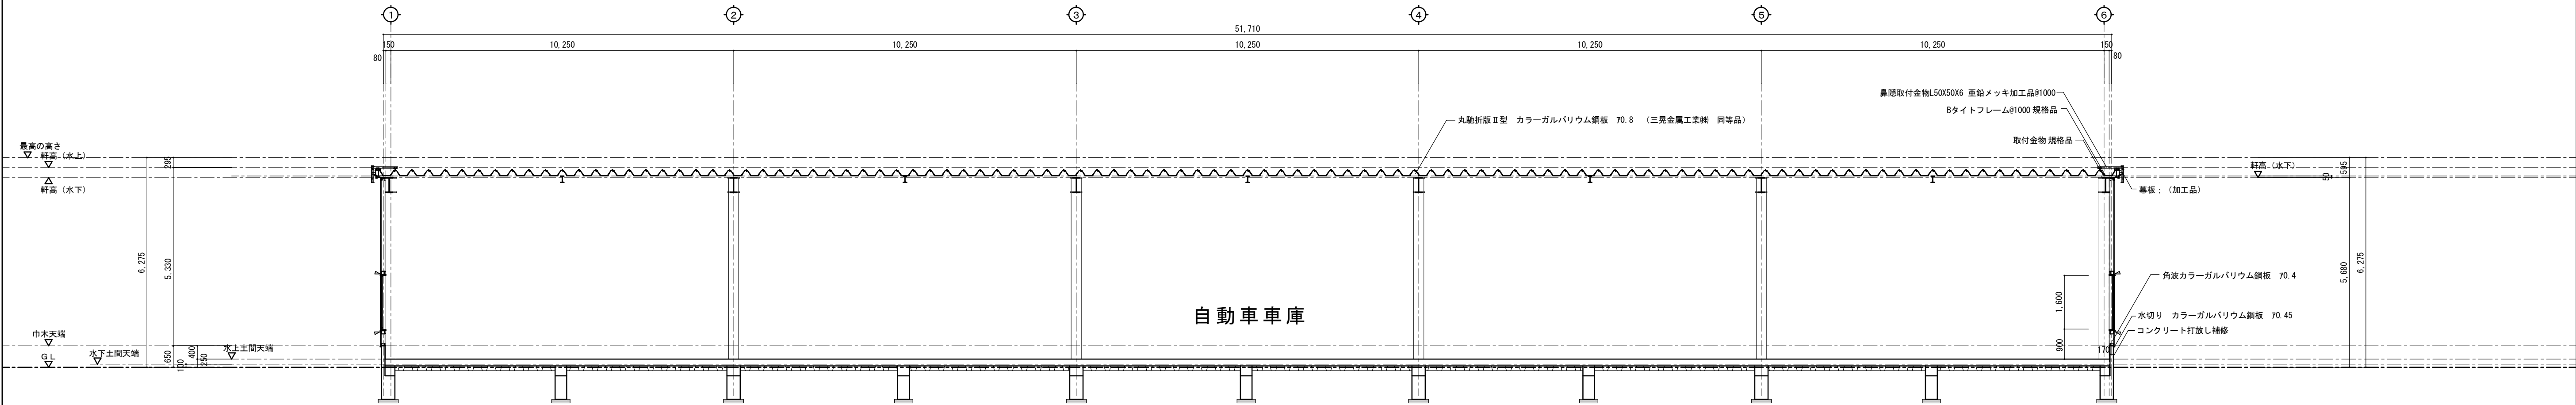 1
2
3
4
5
6
51,710
150
10,250
10,250
10,250
10,250
10,250
150
80
80
鼻隠取付金物L50X50X6 亜鉛メッキ加工品@1000
Bタイトフレーム@1000 規格品
丸馳折版Ⅱ型 カラーガルバリウム鋼板 ｱ0.8 （三晃金属工業㈱ 同等品）
取付金物 規格品
最高の高さ
軒高（水上）
295
軒高（水下）
595
50
軒高（水下）
幕板；（加工品）
6,275
5,330
5,680
6,275
角波カラーガルバリウム鋼板 ｱ0.4
1,600
自動車車庫
水切り カラーガルバリウム鋼板 ｱ0.45
コンクリート打放し補修
巾木天端
900
170
GL
水下土間天端
水上土間天端
650
400
250
100